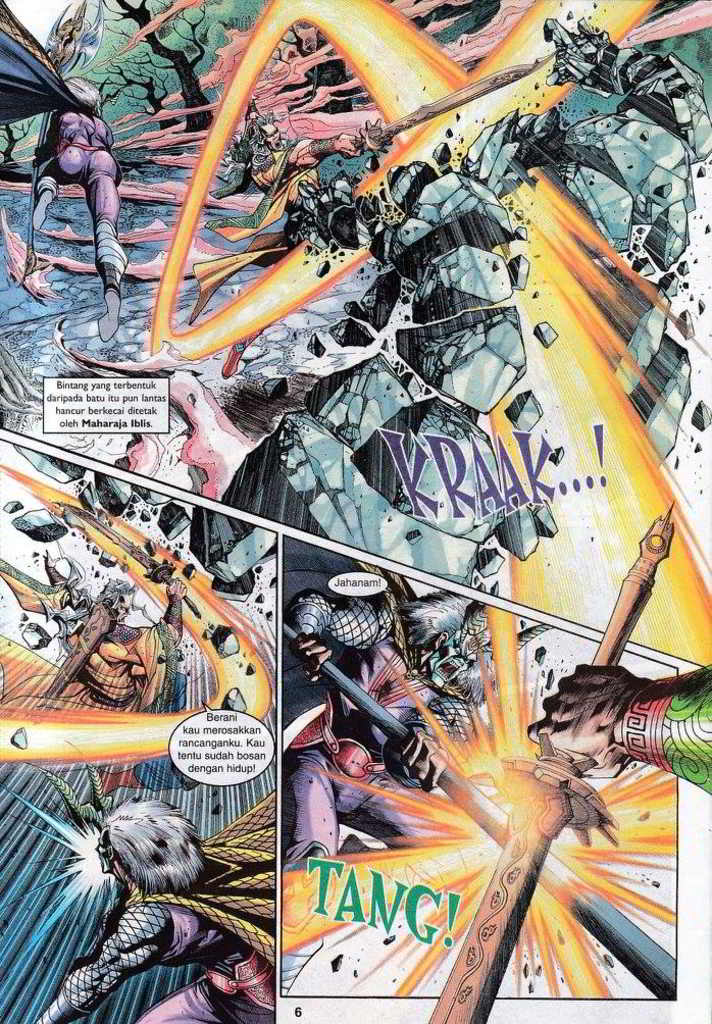 Bintang yang terbentuk
daripada batu itu pun lantas
hancur berkecai ditetak
oleh Maharaja Iblis.
KRAAK....!
Berani
kau merosakkan
rancanganku. Kau
tentu sudah bosan
dengan hidup!
Jahanam!
TANG!
6